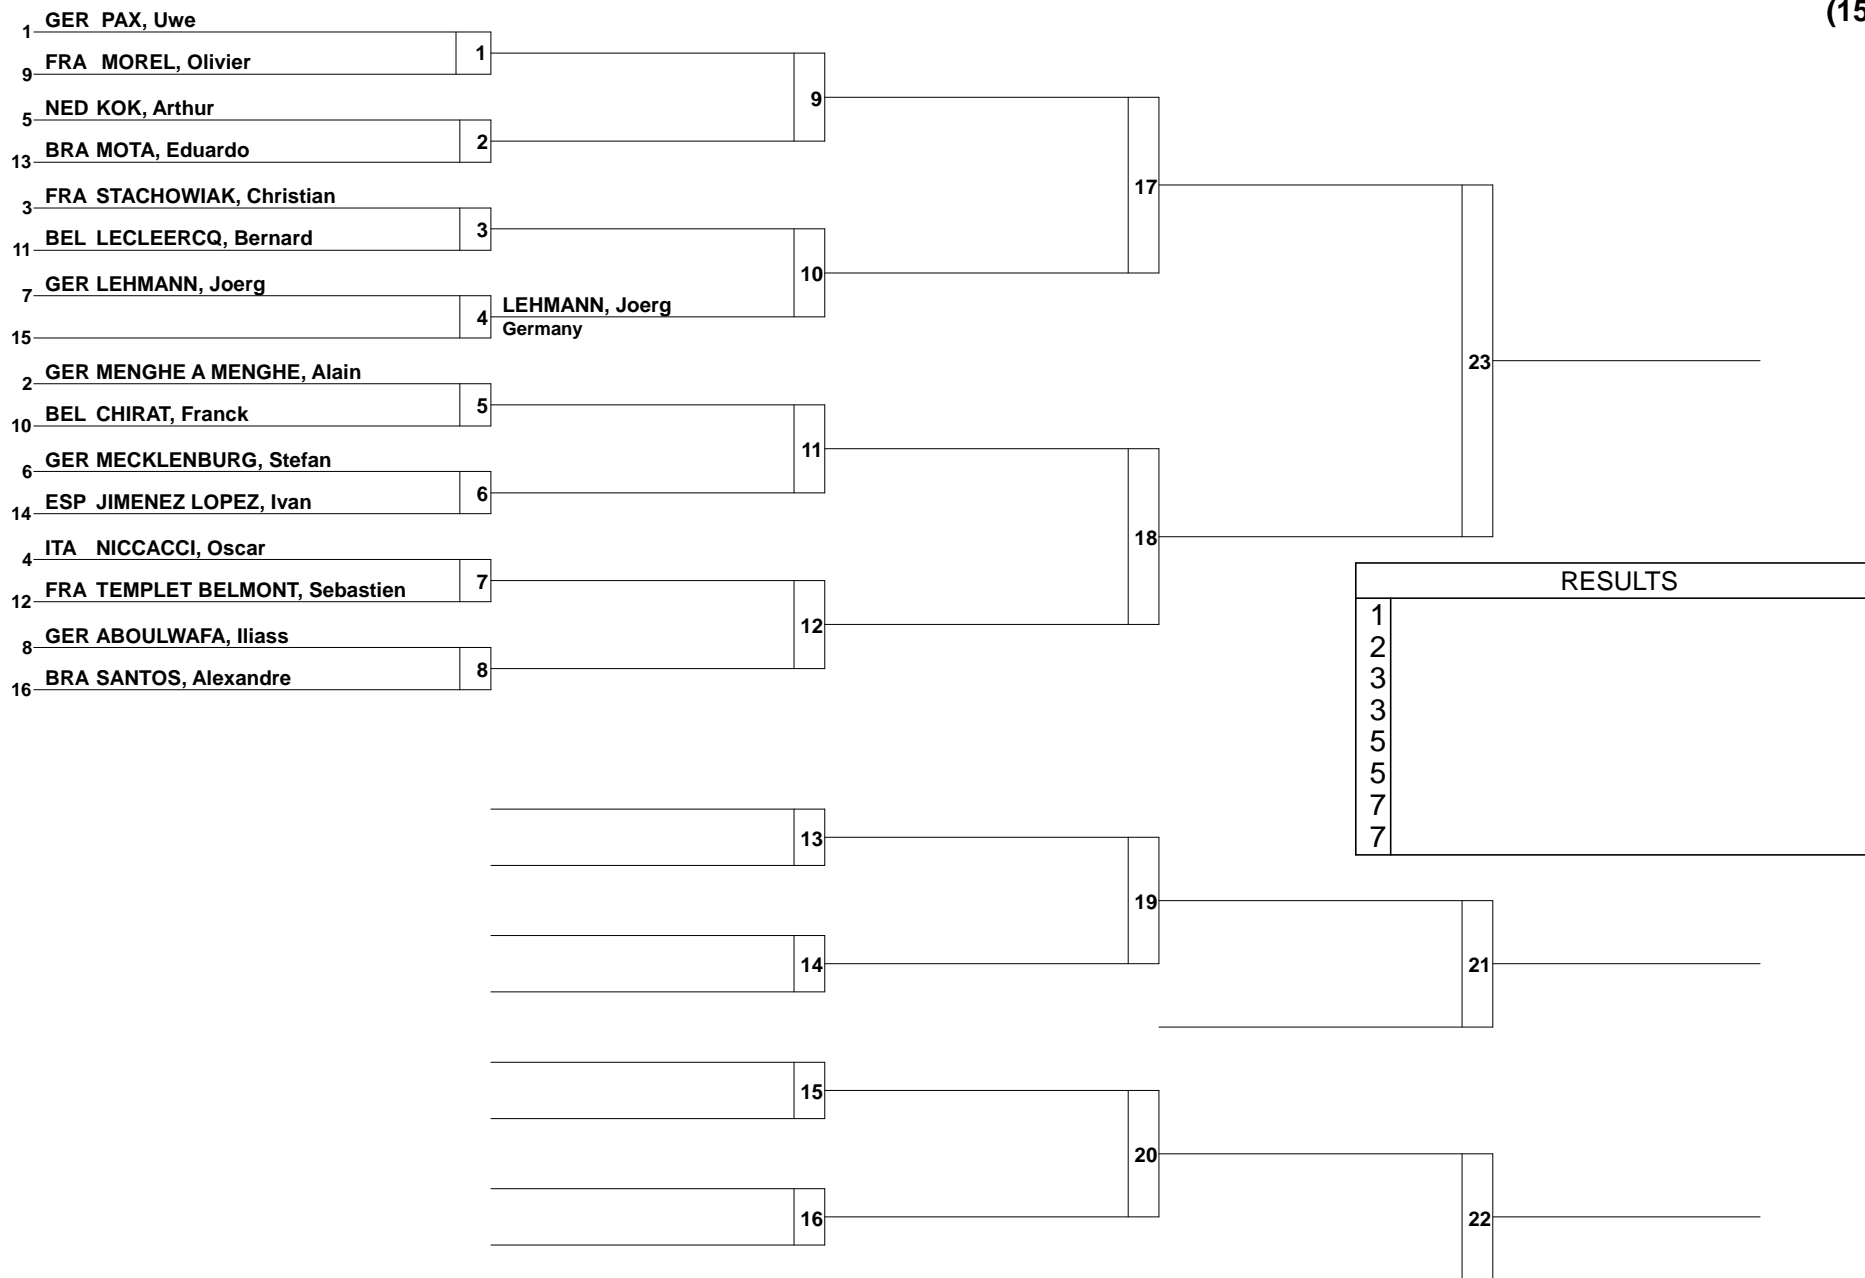 (15
1 GER PAX, Uwe
9 FRA MOREL, Olivier
1
5 NED KOK, Arthur
13 BRA MOTA, Eduardo
2
9
3 FRA STACHOWIAK, Christian
11 BEL LECLEERCQ, Bernard
3
7 GER LEHMANN, Joerg
15
4
LEHMANN, Joerg
Germany
10
17
2 GER MENGHE A MENGHE, Alain
10 BEL CHIRAT, Franck
5
6 GER MECKLENBURG, Stefan
14 ESP JIMENEZ LOPEZ, Ivan
6
11
4 ITA NICCACCI, Oscar
12 FRA TEMPLET BELMONT, Sebastien
7
8 GER ABOULWAFA, Iliass
16 BRA SANTOS, Alexandre
8
12
18
23
RESULTS
1
2
3
3
5
5
7
7
13
14
19
21
15
16
20
22